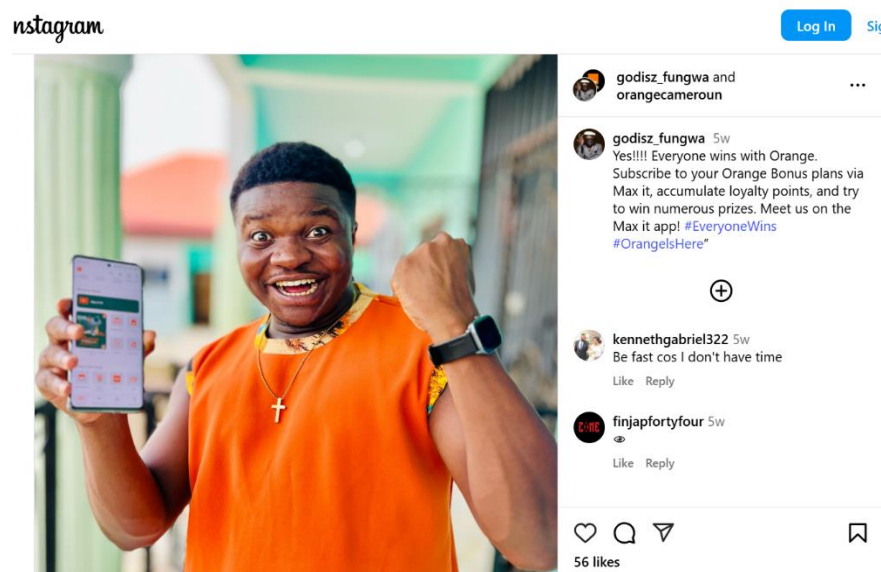 nstagram
Log In
godisz_fungwa and
orangecameroun
godisz_fungwa 5w
Yes!!!! Everyone wins with Orange.
Subscribe to your Orange Bonus plans via
Max it, accumulate loyalty points, and try
to win numerous prizes. Meet us on the
Max it app! #EveryoneWins
#OrangeIsHere”
kennethgabriel322 5w
Be fast cos I don't have time
Like Reply
finjapfortyfour 5w
Like Reply
56 likes